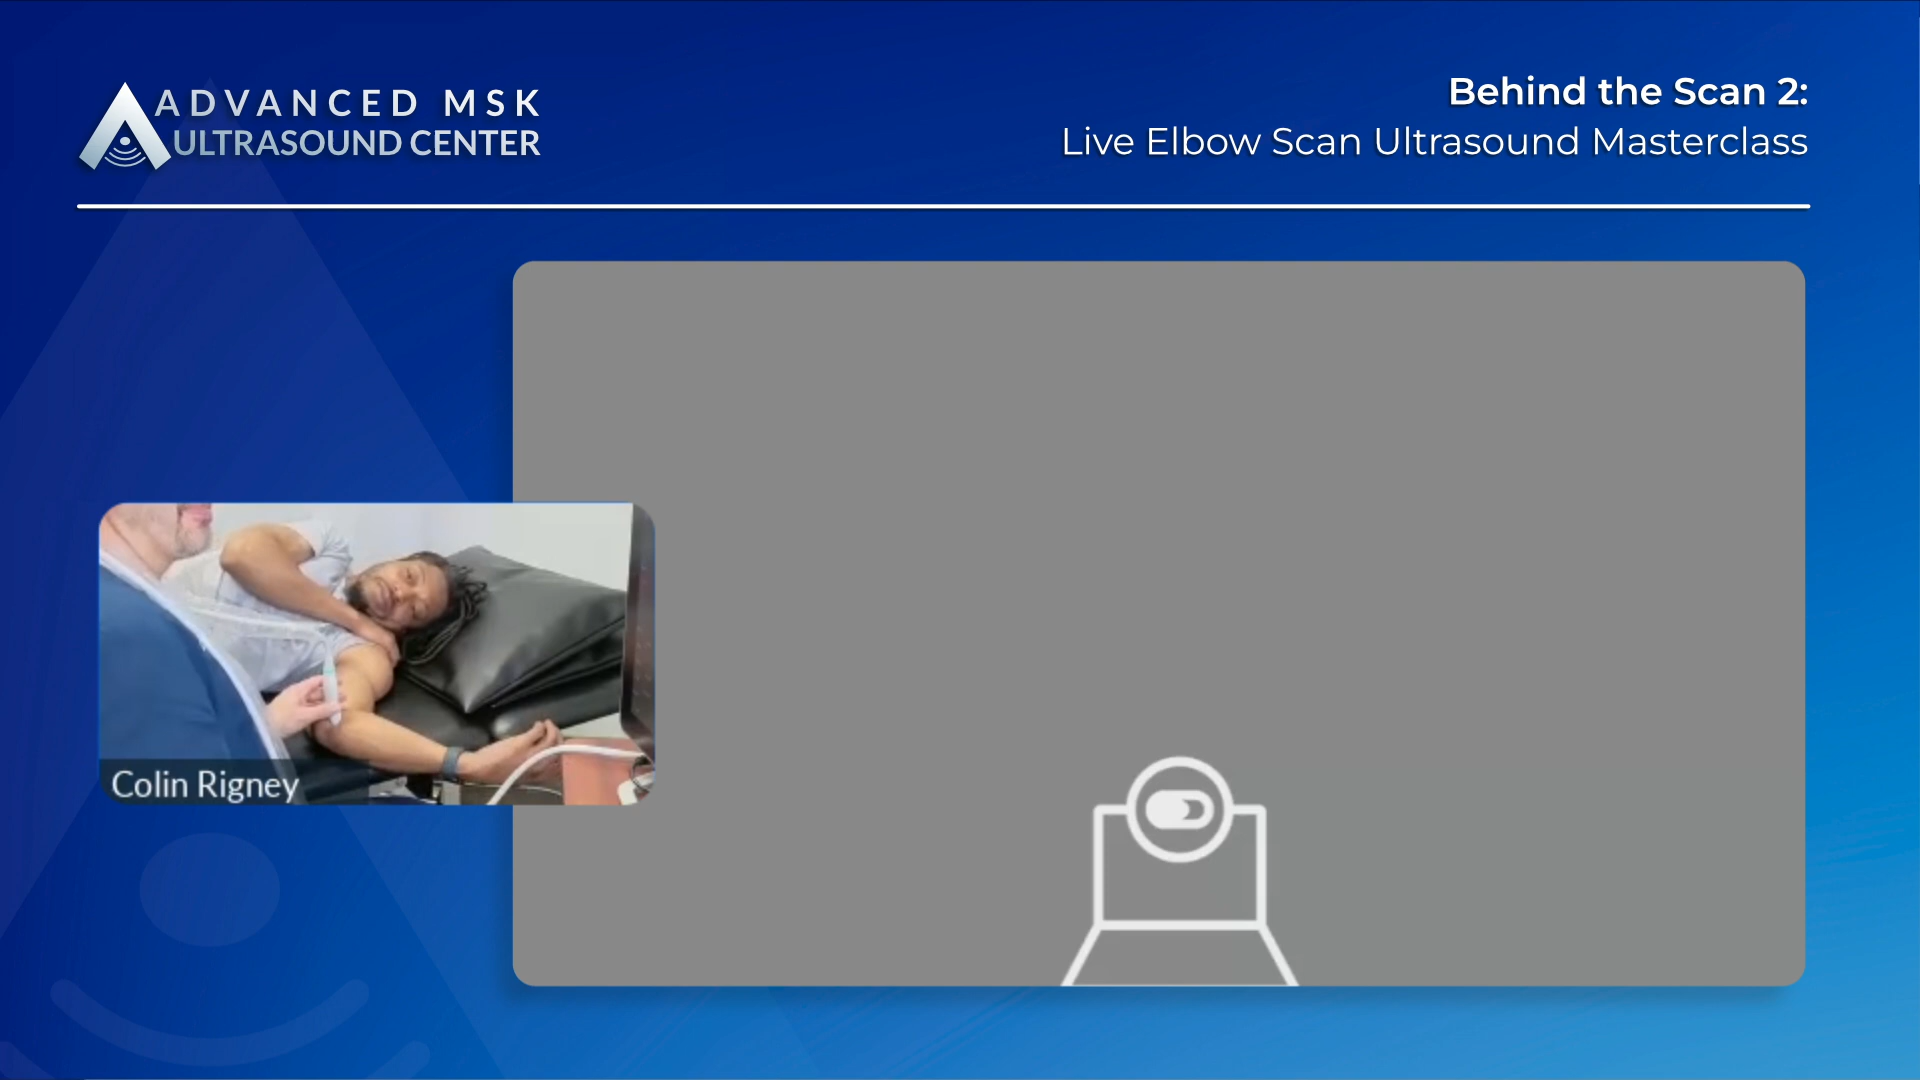 ADVANCED MSK
ULTRASOUND CENTER
Behind the Scan 2:
Live Elbow Scan Ultrasound Masterclass
Colin Rigney